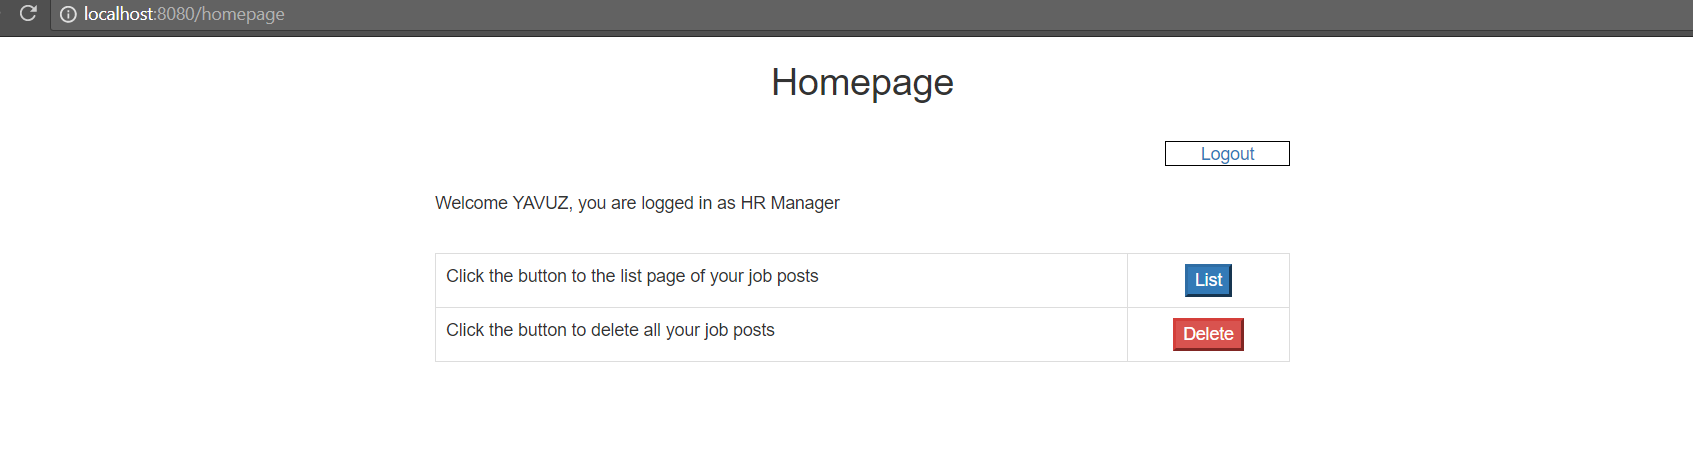 localhost:8080/homepage
Homepage
Logout
Welcome YAVUZ, you are logged in as HR Manager
Click the button to the list page of your job posts
List
Click the button to delete all your job posts
Delete